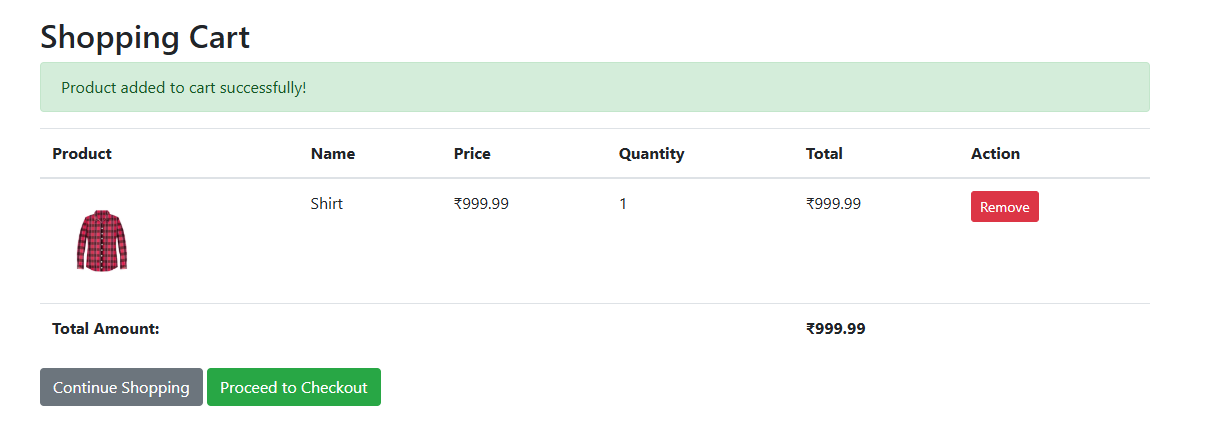 Shopping Cart
Product added to cart successfully!
Product Name Price Quantity Total Action
Shirt ₹999.99 1 ₹999.99 Remove
Total Amount: ₹999.99
Continue Shopping Proceed to Checkout